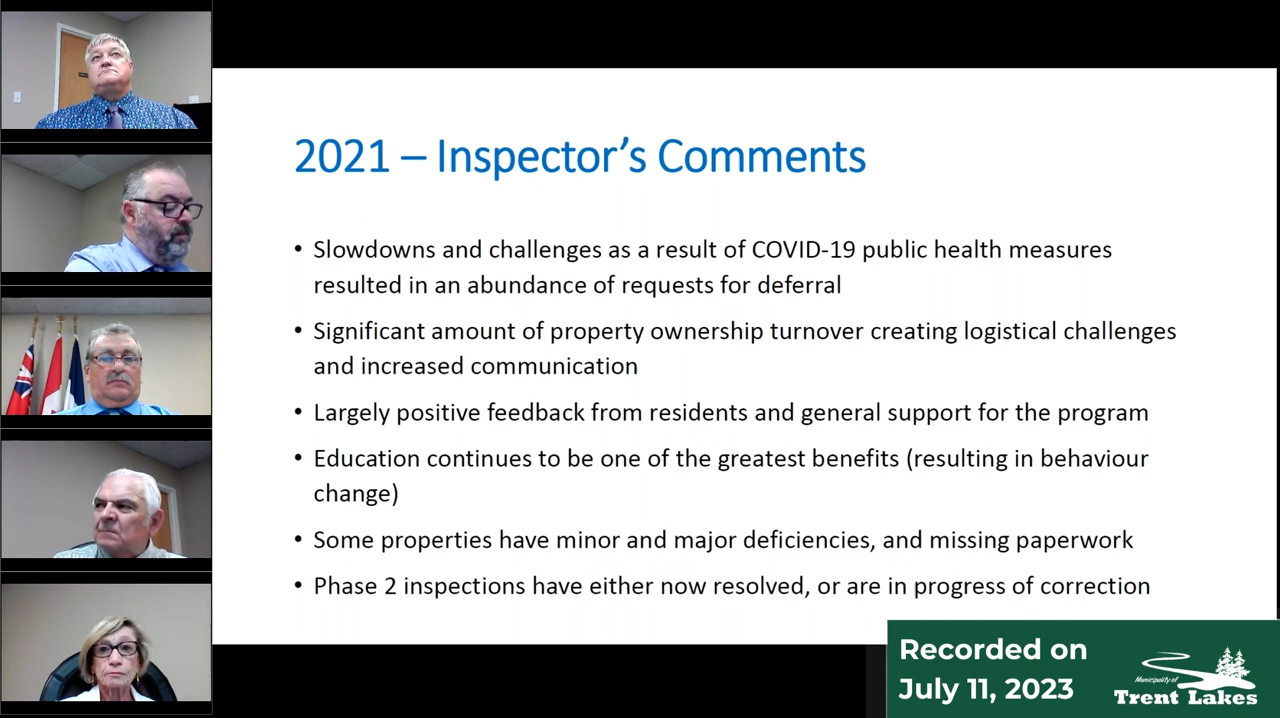 2021 – Inspector's Comments
• Slowdowns and challenges as a result of COVID-19 public health measures
resulted in an abundance of requests for deferral
• Significant amount of property ownership turnover creating logistical challenges
and increased communication
• Largely positive feedback from residents and general support for the program
• Education continues to be one of the greatest benefits (resulting in behaviour
change)
• Some properties have minor and major deficiencies, and missing paperwork
• Phase 2 inspections have either now resolved, or are in progress of correction
Recorded on
July 11, 2023
Municipality of
Trent Lakes